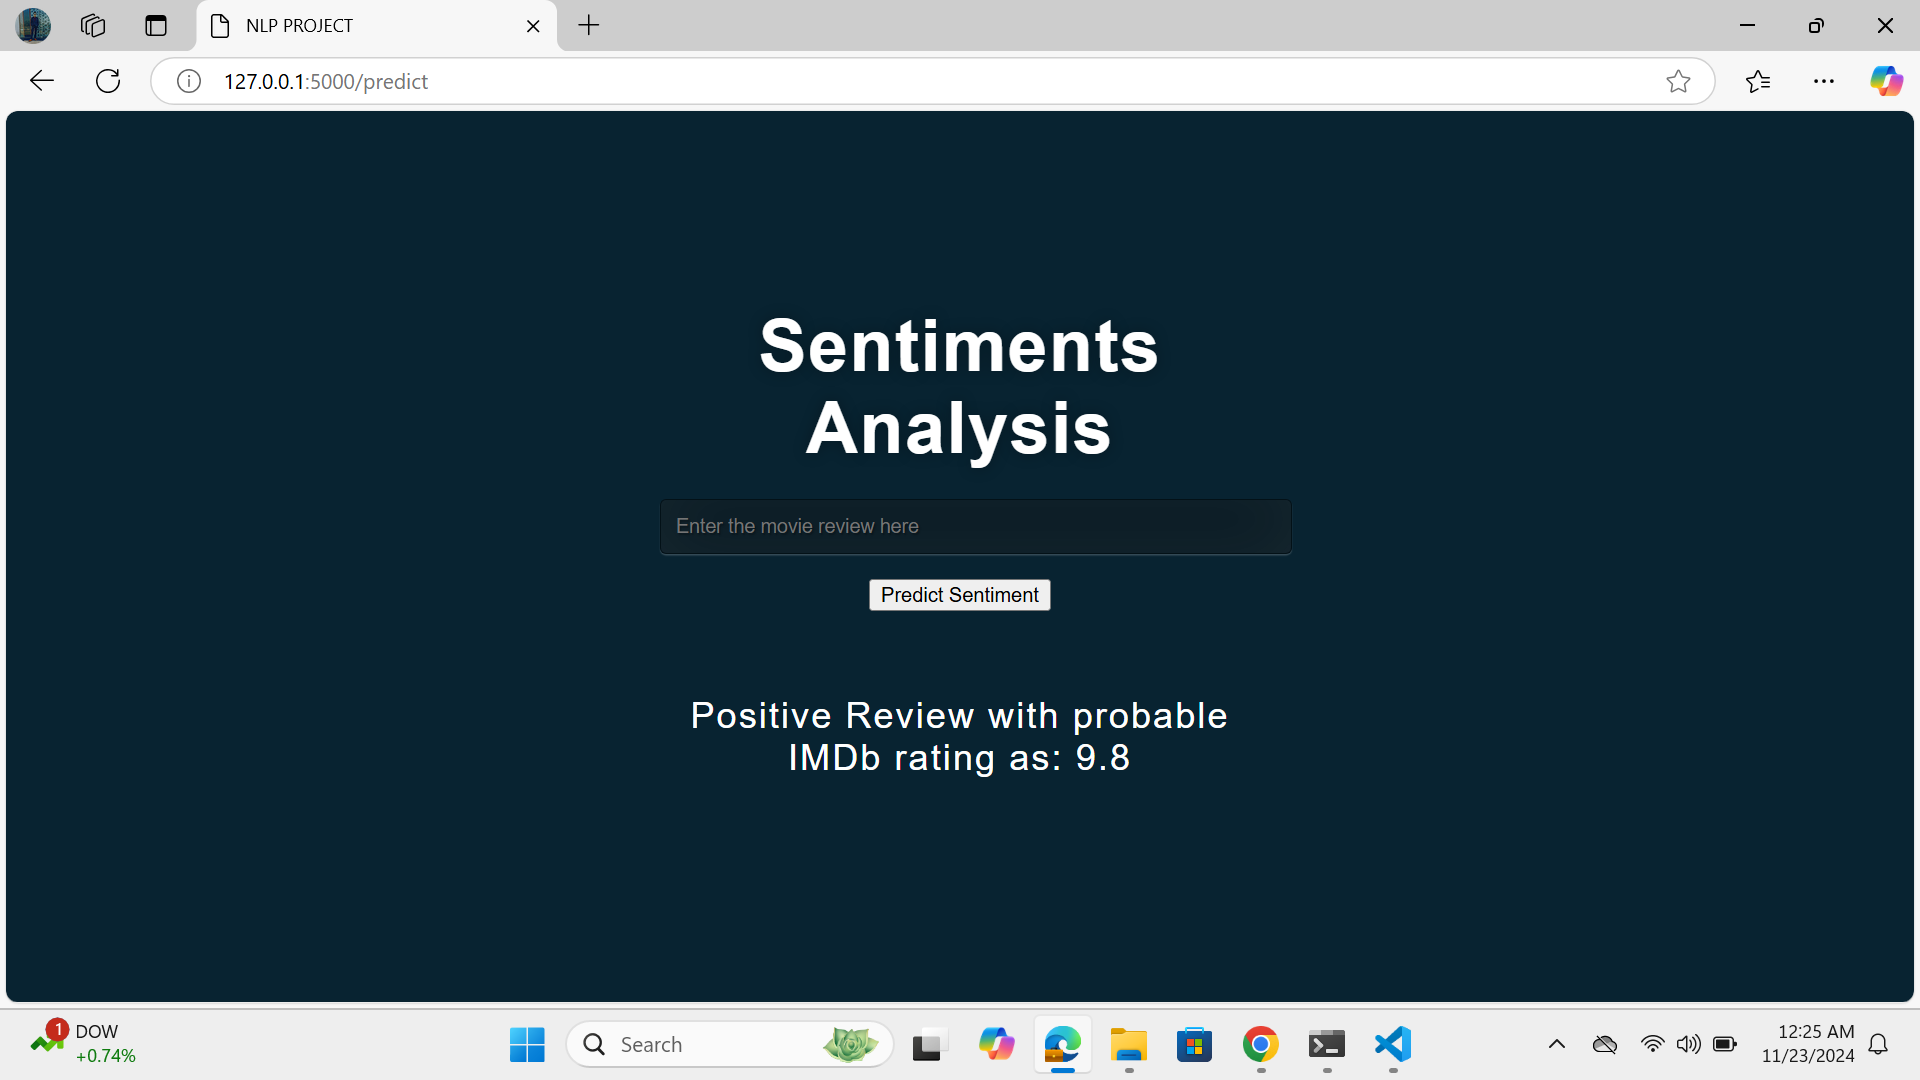 NLP PROJECT
127.0.0.1:5000/predict
Sentiments
Analysis
Enter the movie review here
Predict Sentiment
Positive Review with probable
IMDb rating as: 9.8
1
DOW
+0.74%
Search
12:25 AM
11/23/2024